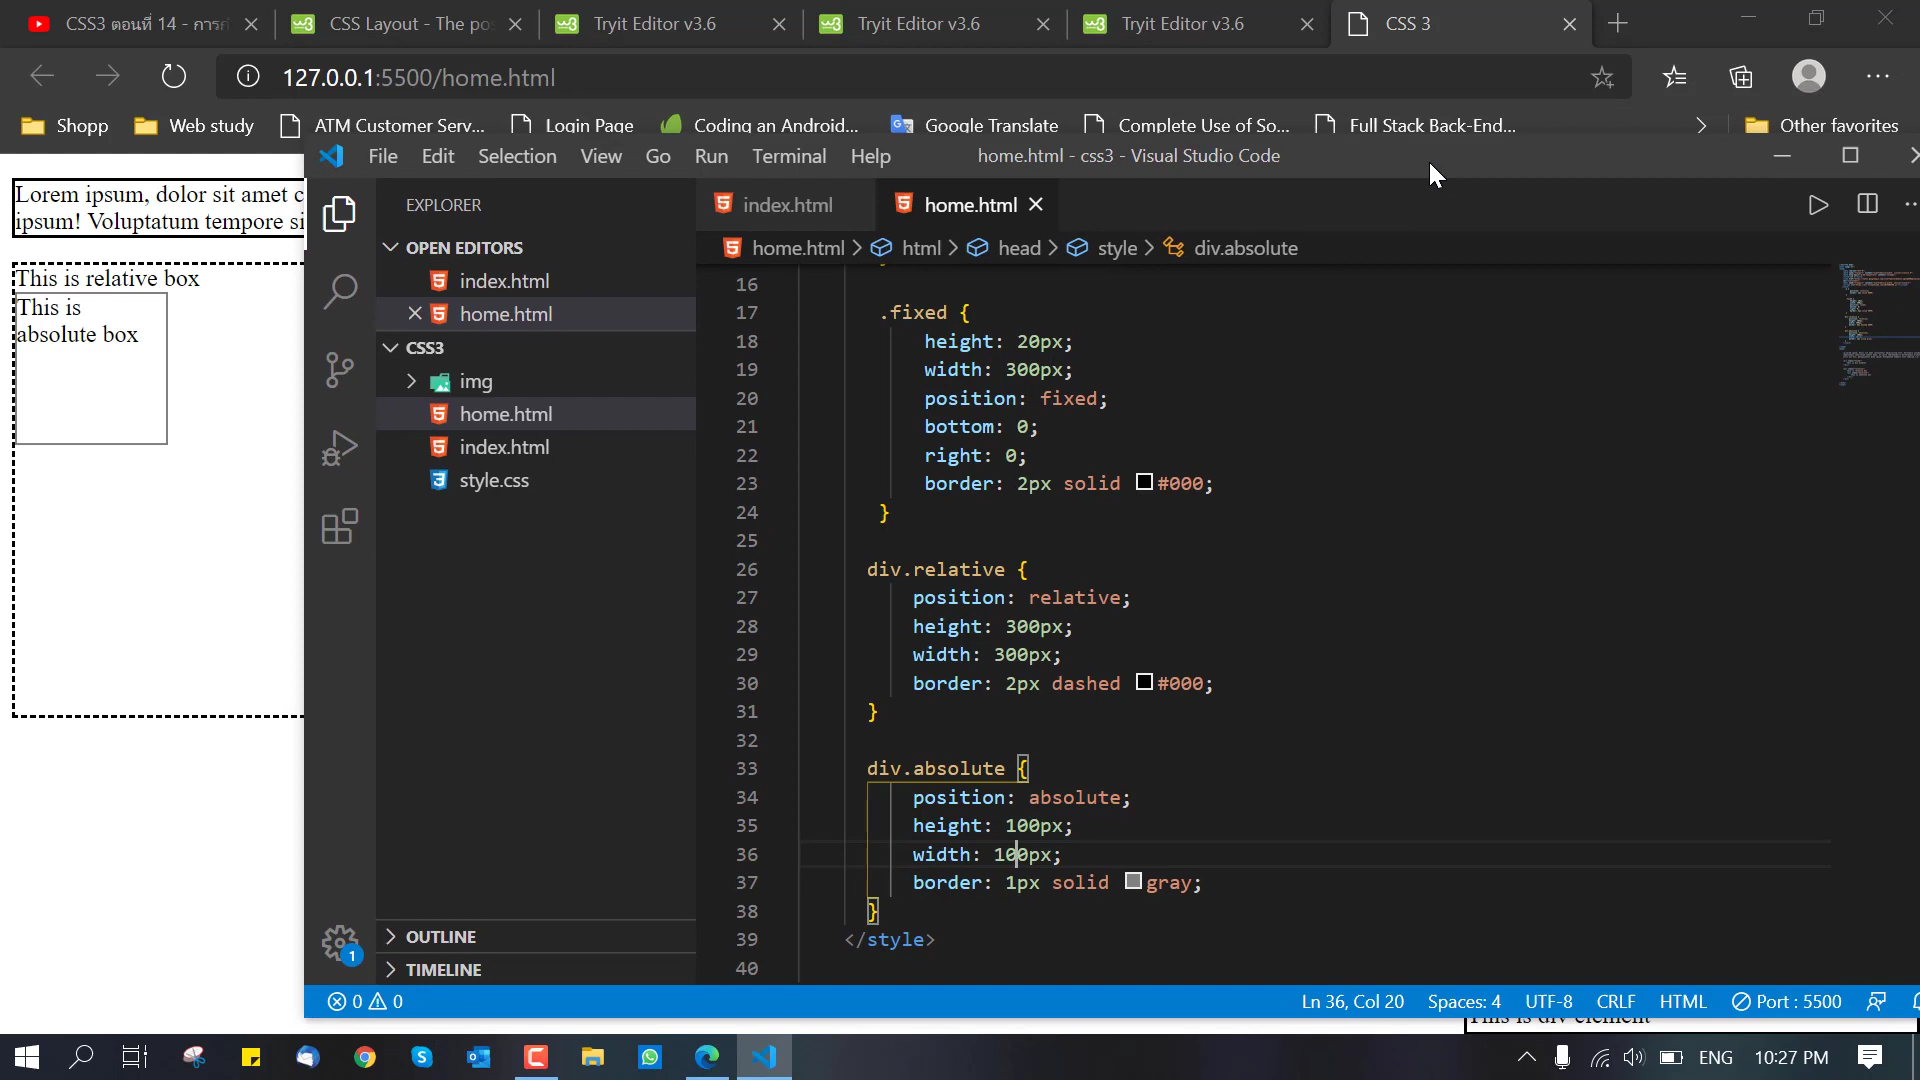 CSS3 ตอนที่ 14 - การกำ
CSS Layout - The po
Tryit Editor v3.6
Tryit Editor v3.6
Tryit Editor v3.6
CSS 3
127.0.0.1:5500/home.html
Shopp
Web study
ATM Customer Serv...
Login Page
Coding an Android...
Google Translate
Complete Use of So...
Full Stack Back-End...
Other favorites
File Edit Selection View Go Run Terminal Help
home.html - css3 - Visual Studio Code
Lorem ipsum, dolor sit amet
ipsum! Voluptatum tempore
This is relative box
This is
absolute box
EXPLORER
OPEN EDITORS
index.html
home.html
CSS3
img
home.html
index.html
style.css
OUTLINE
TIMELINE
1
index.html
home.html
home.html > html > head > style > div.absolute
16
17 .fixed {
18 height: 20px;
19 width: 300px;
20 position: fixed;
21 bottom: 0;
22 right: 0;
23 border: 2px solid #000;
24 }
25
26 div.relative {
27 position: relative;
28 height: 300px;
29 width: 300px;
30 border: 2px dashed #000;
31 }
32
33 div.absolute {
34 position: absolute;
35 height: 100px;
36 width: 100px;
37 border: 1px solid gray;
38 }
39 </style>
40
0 0
Ln 36, Col 20
Spaces: 4
UTF-8
CRLF
HTML
Port : 5500
This is div element
ENG
10:27 PM